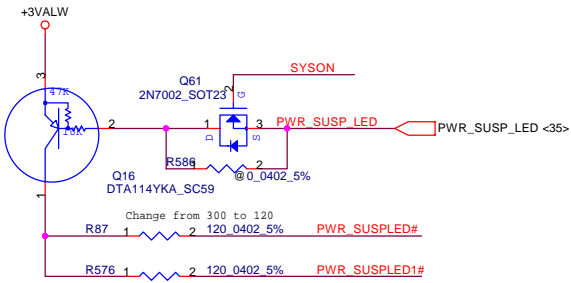 +3VALW
3
47K
10K
2
Q61
2N7002_SOT23
SYSON
2
G
1
D
3
S
PWR_SUSP_LED
PWR_SUSP_LED <35>
R586
1
2
@0_0402_5%
Q16
DTA114YKA_SC59
1
Change from 300 to 120
R87 1 2 120_0402_5% PWR_SUSPLED#
R576 1 2 120_0402_5% PWR_SUSPLED1#